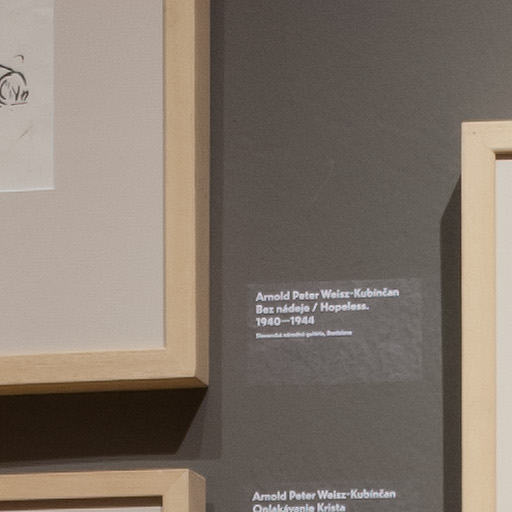 Arnold Peter Weisz-Kubínčan
Bez nádeje / Hopeless.
1940—1944
Slovenská národná galéria, Bratislava
Arnold Peter Weisz-Kubínčan
Oplakávanie Krista